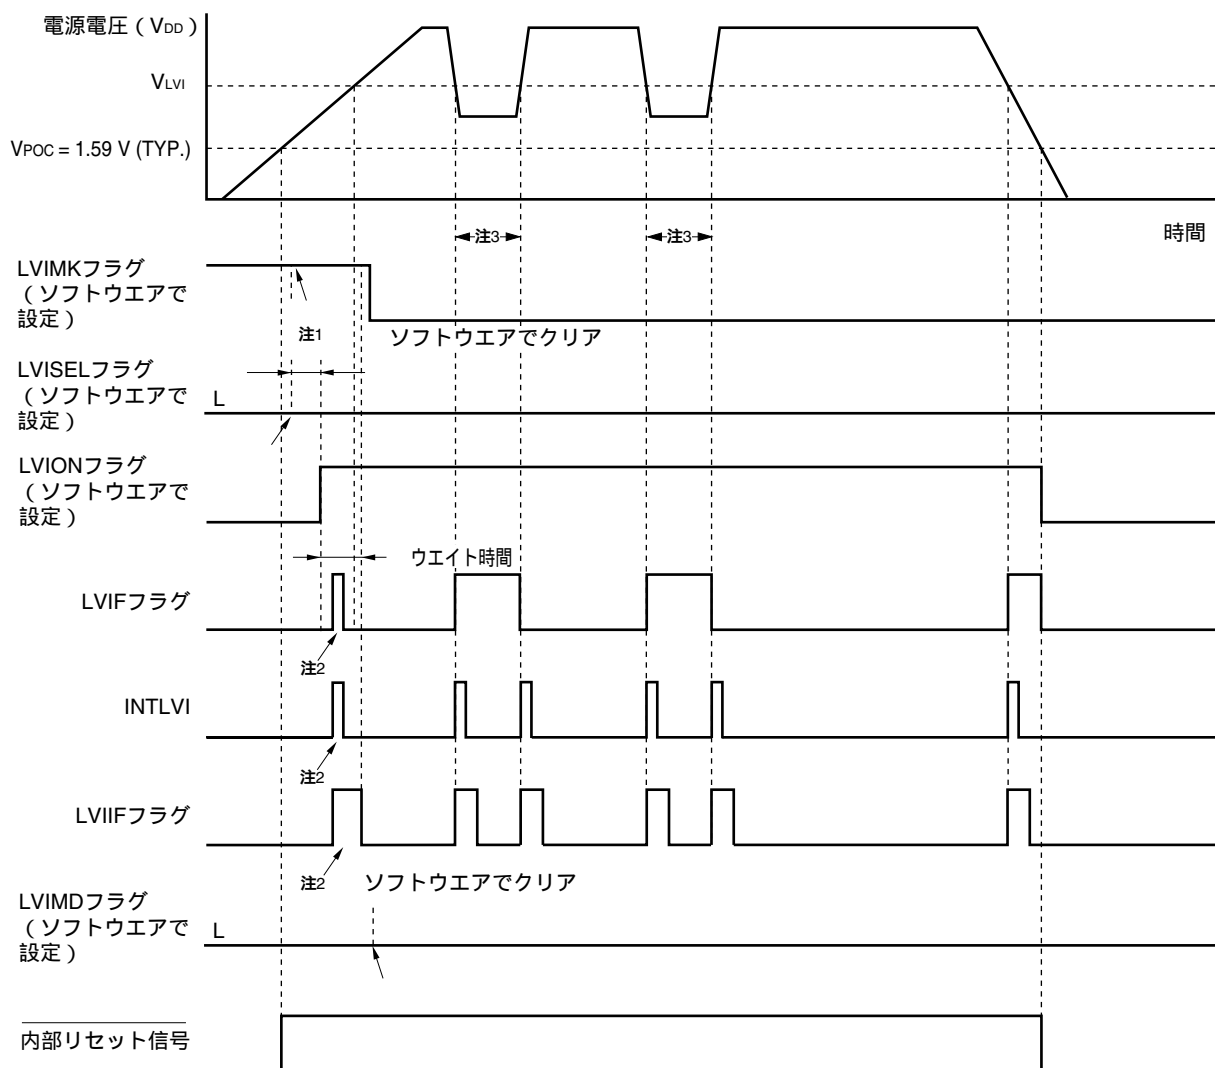 電源電圧（VDD）
VLVI
VPOC = 1.59 V (TYP.)
時間
注3
注3
LVIMKフラグ
（ソフトウエアで
設定）
注1
ソフトウエアでクリア
LVISELフラグ
（ソフトウエアで
設定）
L
LVIONフラグ
（ソフトウエアで
設定）
ウエイト時間
LVIFフラグ
注2
INTLVI
注2
LVIIFフラグ
注2
ソフトウエアでクリア
LVIMDフラグ
（ソフトウエアで
設定）
L
内部リセット信号